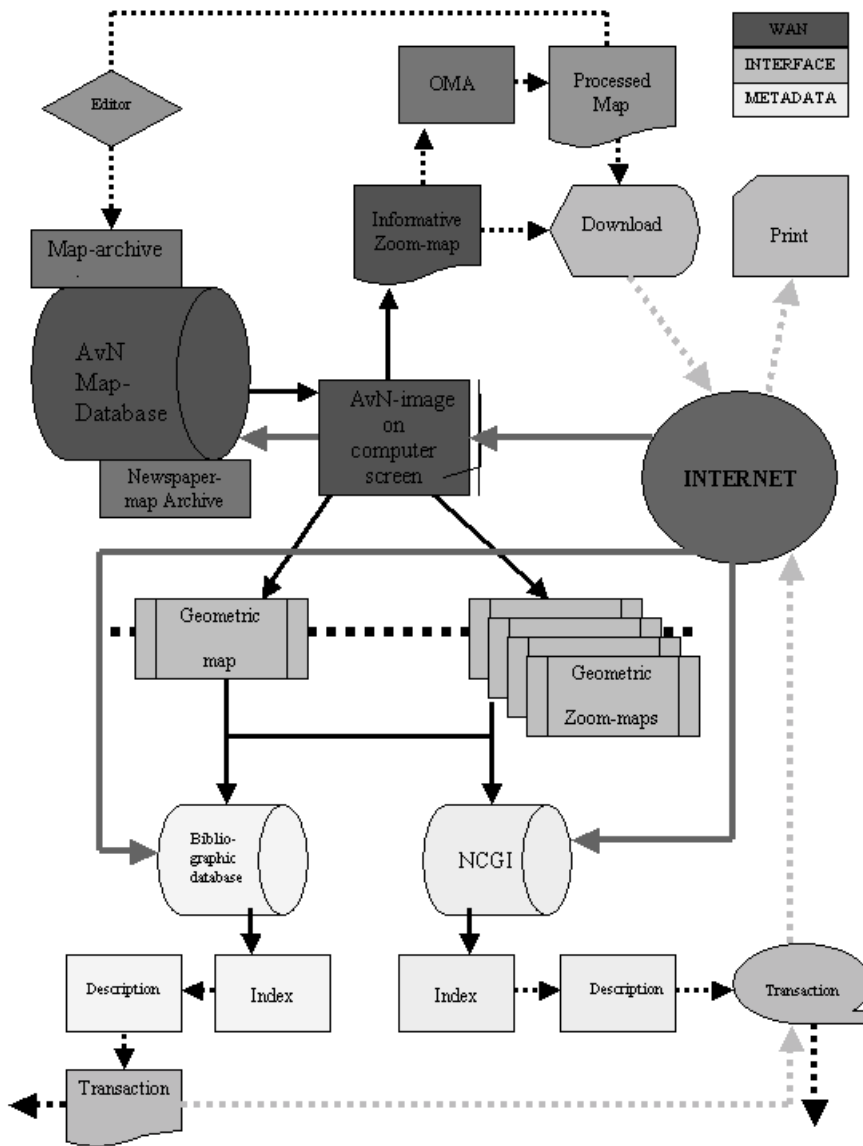 WAN
INTERFACE
METADATA
Editor
OMA
Processed
Map
Map-archive
Informative
Zoom-map
Download
Print
AvN
Map-
Database
AvN-image
on
computer
screen
Newspaper-
map Archive
INTERNET
Geometric
map
Geometric
Zoom-maps
Biblio-
graphic
database
NCGI
Description
Index
Index
Description
Transaction
Transaction